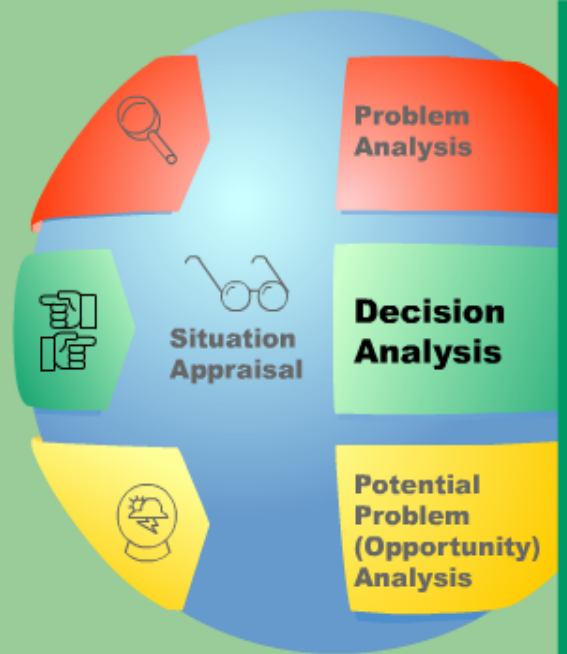 Problem
Analysis
Situation
Appraisal
Decision
Analysis
Potential
Problem
(Opportunity)
Analysis